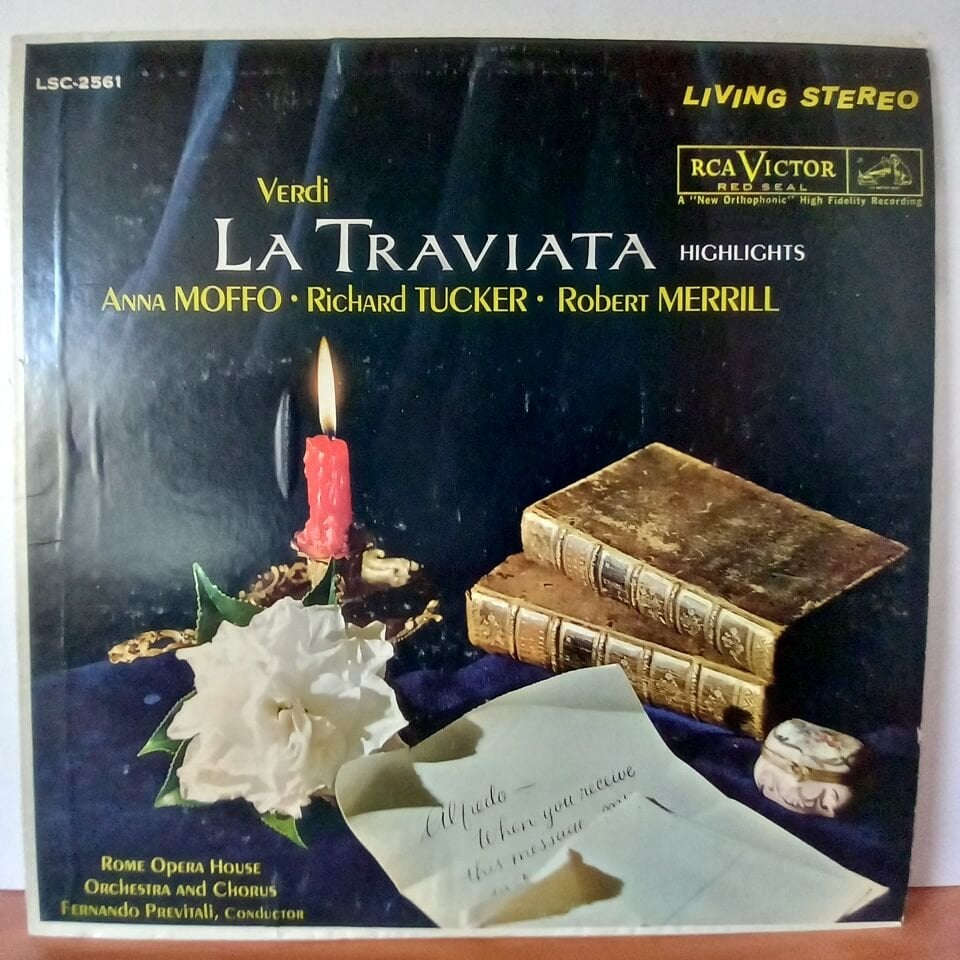 LSC-2561
LIVING STEREO
RCA VICTOR
RED SEAL
A "New Orthophonic" High Fidelity Recording
VERDI
LA TRAVIATA HIGHLIGHTS
ANNA MOFFO • RICHARD TUCKER • ROBERT MERRILL
Alfredo —
When you receive
this message
ROME OPERA HOUSE
ORCHESTRA AND CHORUS
FERNANDO PREVITALI, CONDUCTOR